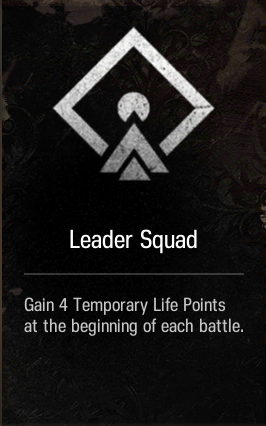 Leader Squad
Gain 4 Temporary Life Points
at the beginning of each battle.